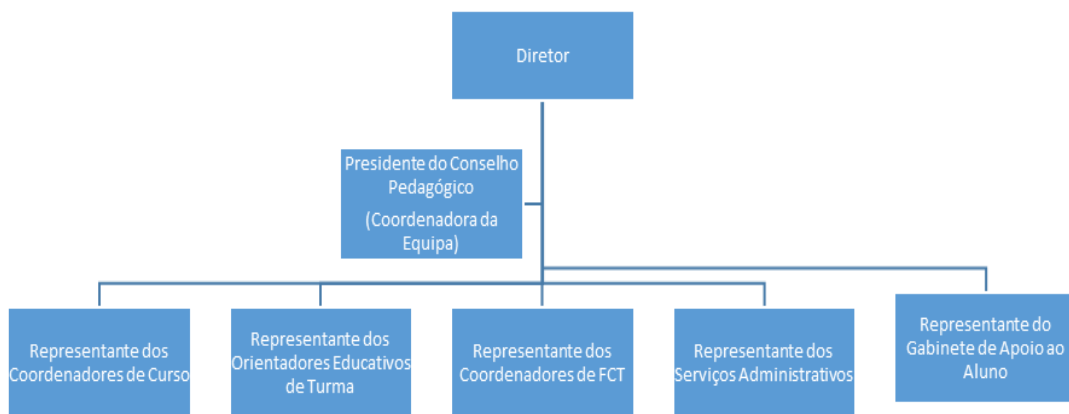 Diretor
Presidente do Conselho
Pedagógico
(Coordenadora da
Equipa)
Representante dos
Coordenadores de Curso
Representante dos
Orientadores Educativos
de Turma
Representante dos
Coordenadores de FCT
Representante dos
Serviços Administrativos
Representante do
Gabinete de Apoio ao
Aluno